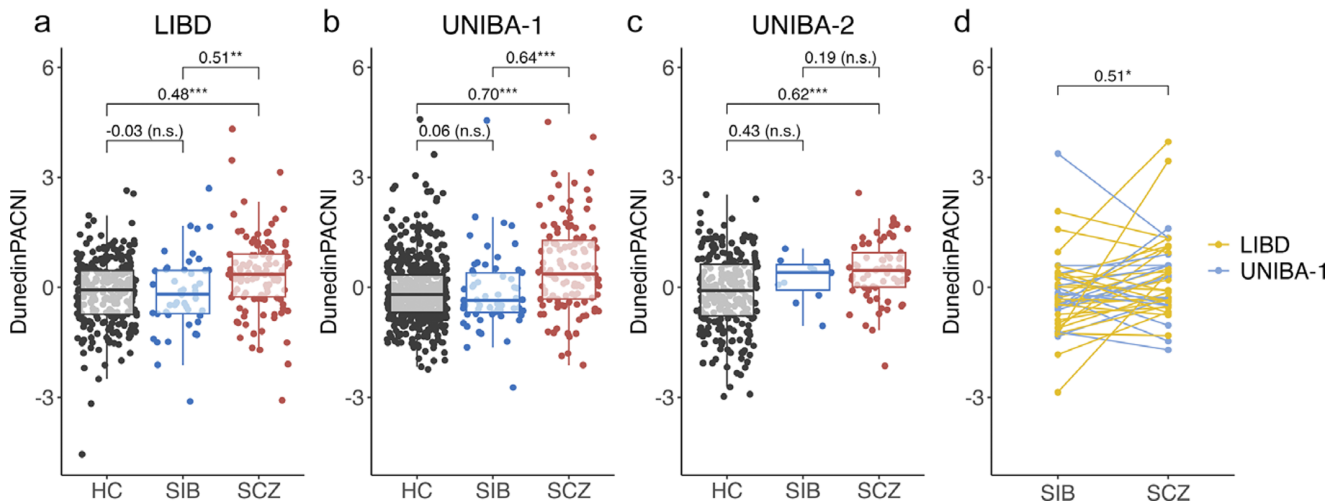 a
LIBD
DunedinPACNI
6
3
0
-3
0.51**
0.48***
-0.03 (n.s.)
HC
SIB
SCZ
b
UNIBA-1
DunedinPACNI
6
3
0
-3
0.64***
0.70***
0.06 (n.s.)
HC
SIB
SCZ
c
UNIBA-2
DunedinPACNI
6
3
0
-3
0.19 (n.s.)
0.62***
0.43 (n.s.)
HC
SIB
SCZ
d
DunedinPACNI
6
3
0
-3
0.51*
SIB
SCZ
LIBD
UNIBA-1